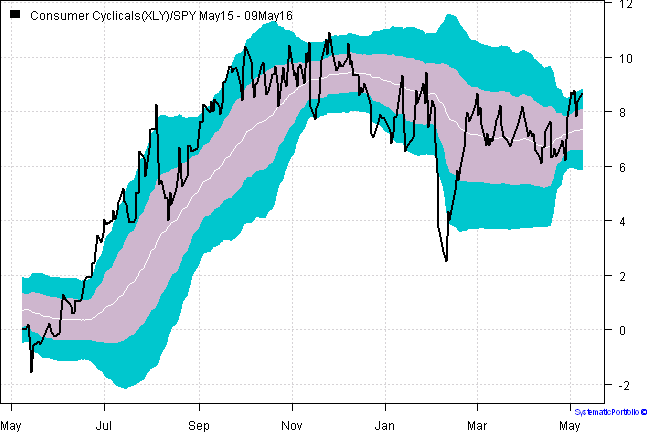 Consumer Cyclicals(XLY)/SPY May15 - 09May16
12
10
8
6
4
2
0
-2
May Jul Sep Nov Jan Mar May
SystematicPortfolio ©